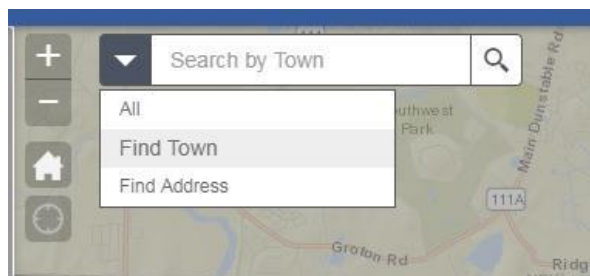 +
Search by Town
−
All
Find Town
Find Address
uthwest
Park
Main Dunstable Rd
111A
Groton Rd
Ridg